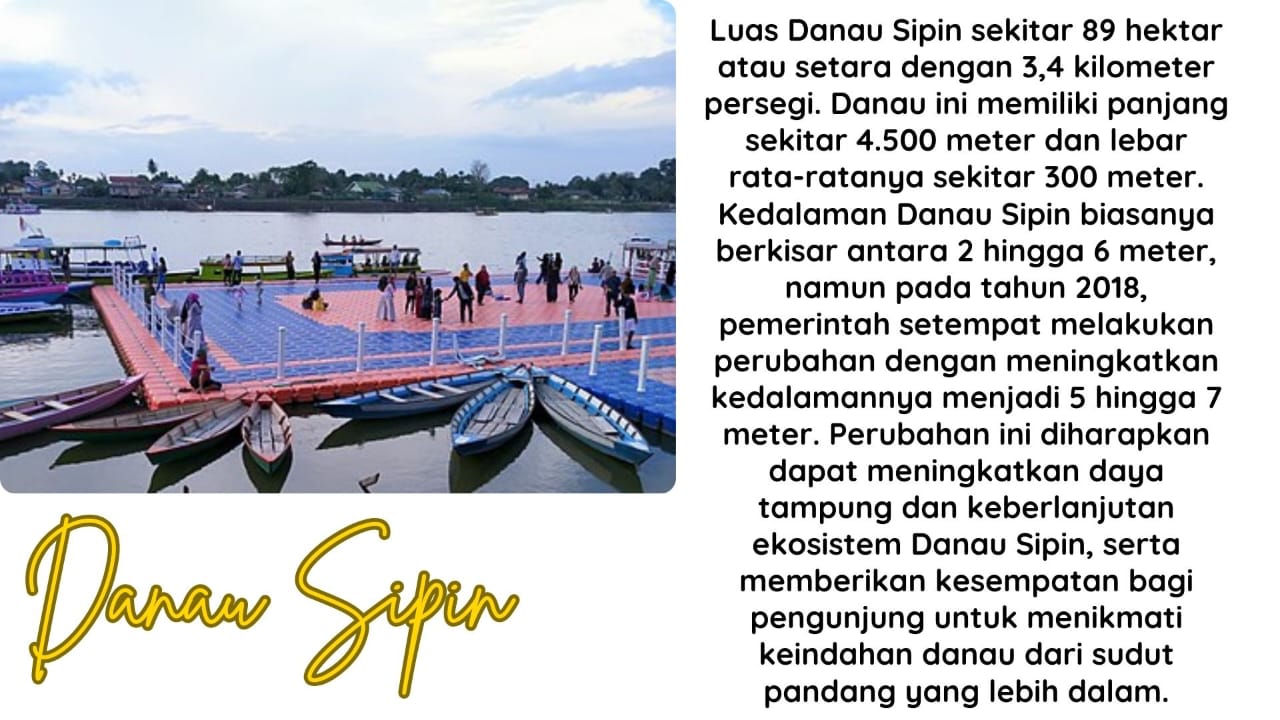 Luas Danau Sipin sekitar 89 hektar
atau setara dengan 3,4 kilometer
persegi. Danau ini memiliki panjang
sekitar 4.500 meter dan lebar
rata-ratanya sekitar 300 meter.
Kedalaman Danau Sipin biasanya
berkisar antara 2 hingga 6 meter,
namun pada tahun 2018,
pemerintah setempat melakukan
perubahan dengan meningkatkan
kedalamannya menjadi 5 hingga 7
meter. Perubahan ini diharapkan
dapat meningkatkan daya
tampung dan keberlanjutan
ekosistem Danau Sipin, serta
memberikan kesempatan bagi
pengunjung untuk menikmati
keindahan danau dari sudut
pandang yang lebih dalam.
Danau Sipin